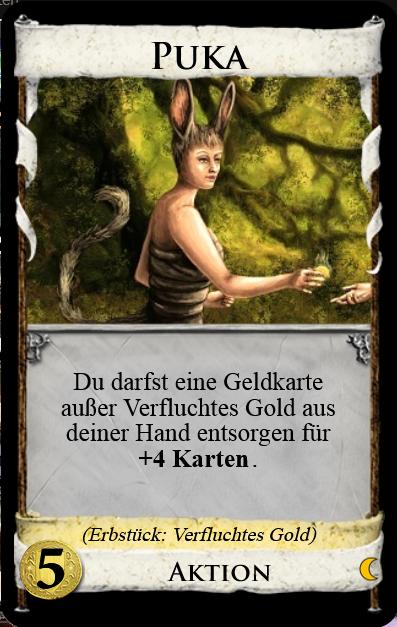 PUKA
Du darfst eine Geldkarte
außer Verfluchtes Gold aus
deiner Hand entsorgen für
+4 Karten.
(Erbstück: Verfluchtes Gold)
5
AKTION